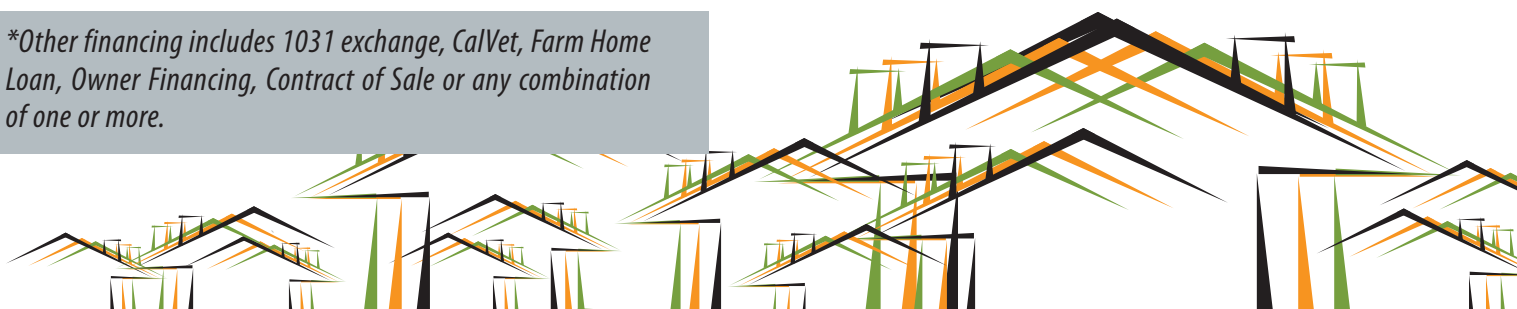 *Other financing includes 1031 exchange, CalVet, Farm Home
Loan, Owner Financing, Contract of Sale or any combination
of one or more.